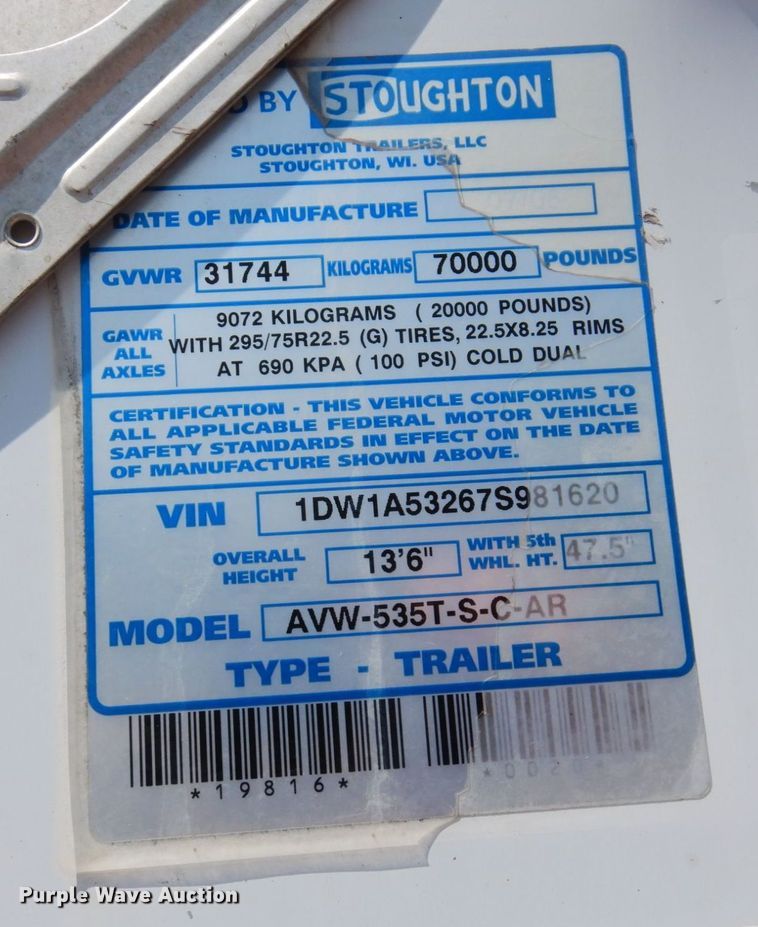 BY STOUGHTON
STOUGHTON TRAILERS, LLC
STOUGHTON, WI. USA
DATE OF MANUFACTURE
GVWR 31744 KILOGRAMS 70000 POUNDS
GAWR ALL AXLES
9072 KILOGRAMS ( 20000 POUNDS)
WITH 295/75R22.5 (G) TIRES, 22.5X8.25 RIMS
AT 690 KPA ( 100 PSI) COLD DUAL
CERTIFICATION - THIS VEHICLE CONFORMS TO
ALL APPLICABLE FEDERAL MOTOR VEHICLE
SAFETY STANDARDS IN EFFECT ON THE DATE
OF MANUFACTURE SHOWN ABOVE.
VIN 1DW1A53267S981620
OVERALL HEIGHT 13'6" WITH 5th WHL. HT. 47.5"
MODEL AVW-535T-S-C-AR
TYPE - TRAILER
*19816*
Purple Wave Auction